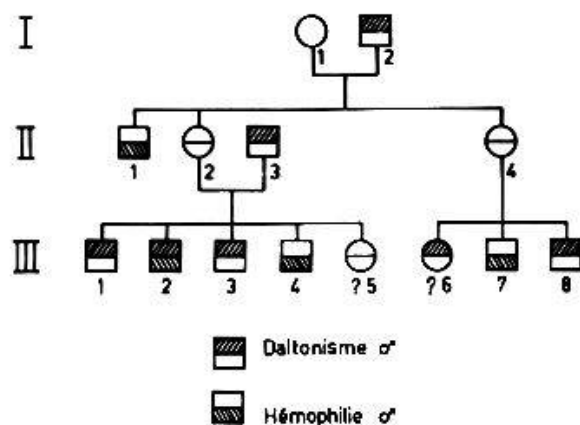 I
1 2
II
1 2 3 4
III
1 2 3 4 ? 5 ? 6 7 8
Daltonisme ♂
Hémophilie ♂